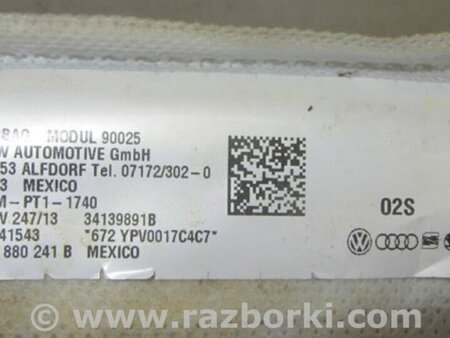 MODUL 90025
AUTOMOTIVE GmbH
53 ALFDORF Tel. 07172/302-0
3 MEXICO
M-PT1-1740
V 247/13 34139891B
41543 *672 YPV0017C4C7*
880 241 B MEXICO
02S
www.razborki.com